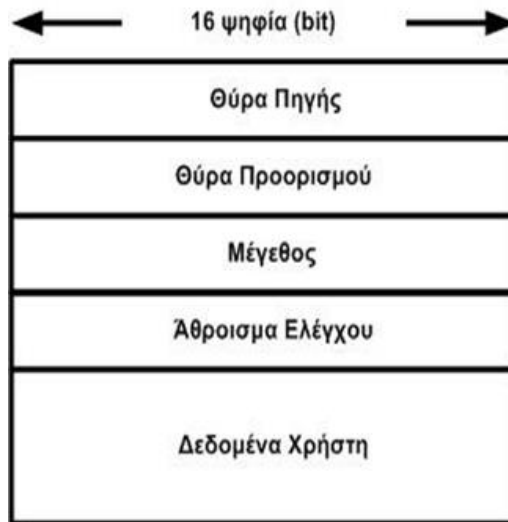 16 ψηφία (bit)
Θύρα Πηγής
Θύρα Προορισμού
Μέγεθος
Άθροισμα Ελέγχου
Δεδομένα Χρήστη